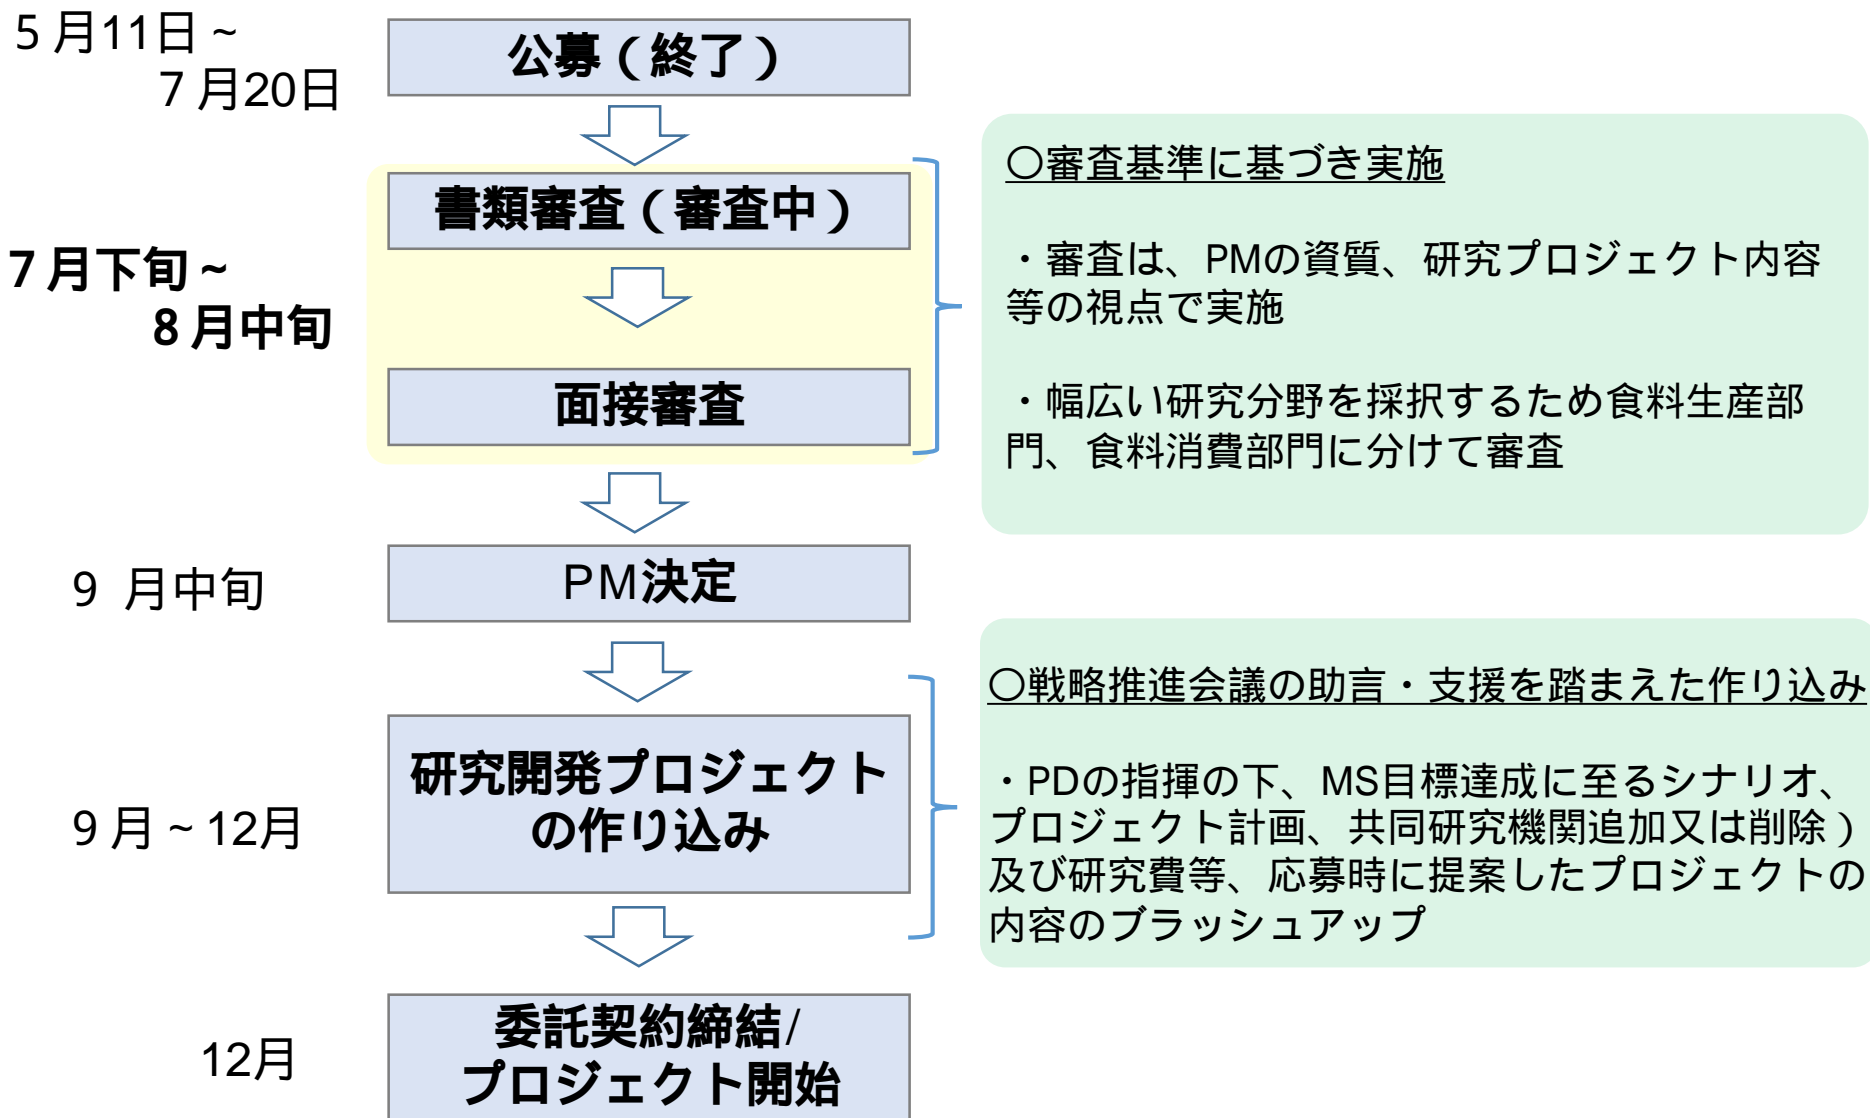 5月11日~
7月20日
公募(終了)
書類審査(審査中)
7月下旬~
8月中旬
面接審査
○審査基準に基づき実施
・審査は、PMの資質、研究プロジェクト内容
等の視点で実施
・幅広い研究分野を採択するため食料生産部
門、食料消費部門に分けて審査
9 月中旬
PM決定
9月~12月
研究開発プロジェクト
の作り込み
○戦略推進会議の助言・支援を踏まえた作り込み
・PDの指揮の下、MS目標達成に至るシナリオ、
プロジェクト計画、共同研究機関追加又は削除)
及び研究費等、応募時に提案したプロジェクトの
内容のブラッシュアップ
12月
委託契約締結/
プロジェクト開始